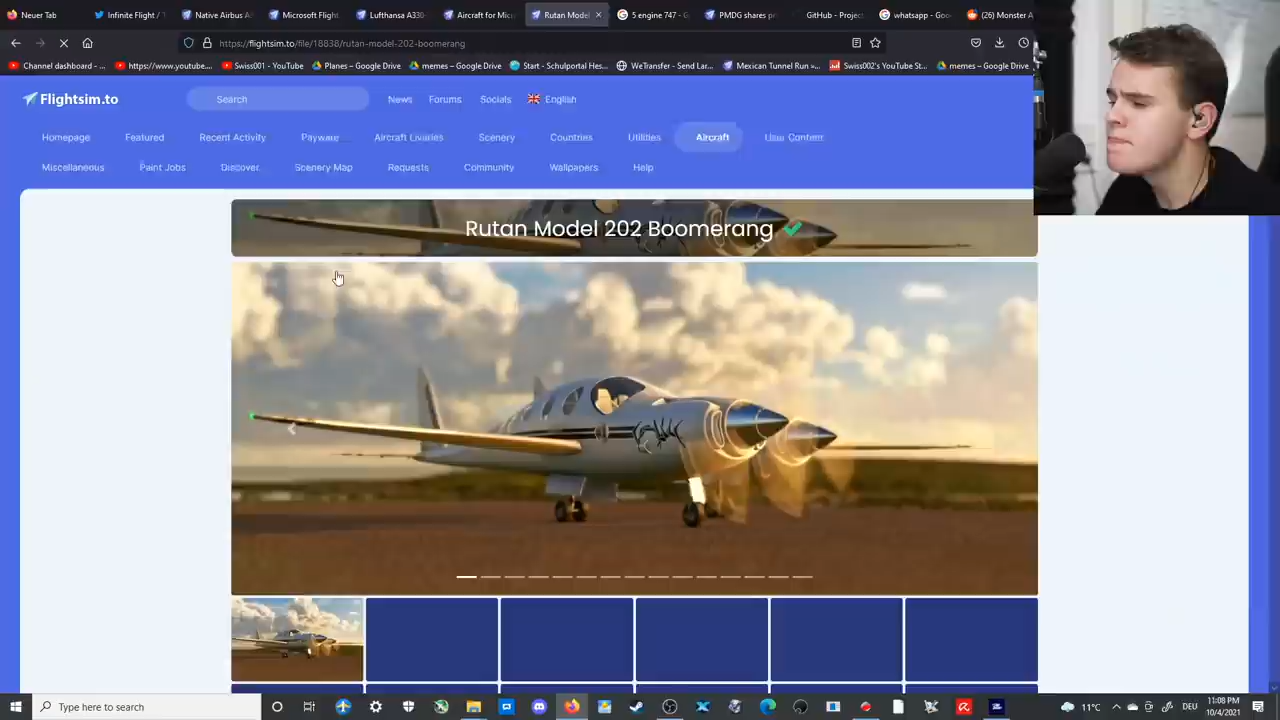 Neuer Tab
Infinite Flight / 
Native Airbus A
Microsoft Flight
Lufthansa A330
Aircraft for Micr
Rutan Model
5 engine 747 - G
PMDG shares p
GitHub - Projec
whatsapp - Goo
(26) Monster A
https://flightsim.to/file/18838/rutan-model-202-boomerang
Channel dashboard - ...
https://www.youtube....
Swiss001 - YouTube
Plane – Google Drive
memes – Google Drive
Start - Schulportal Hes...
WeTransfer - Send Lar...
Mexican Tunnel Run »...
Swiss002's YouTube St...
memes – Google Drive
Flightsim.to
Search
News
Forums
Socials
English
Homepage
Featured
Recent Activity
Payware
Aircraft Liveries
Scenery
Countries
Utilities
Aircraft
User Content
Miscellaneous
Paint Jobs
Discover
Scenery Map
Requests
Community
Wallpapers
Help
Rutan Model 202 Boomerang
Type here to search
11°C
DEU
11:08 PM
10/4/2021